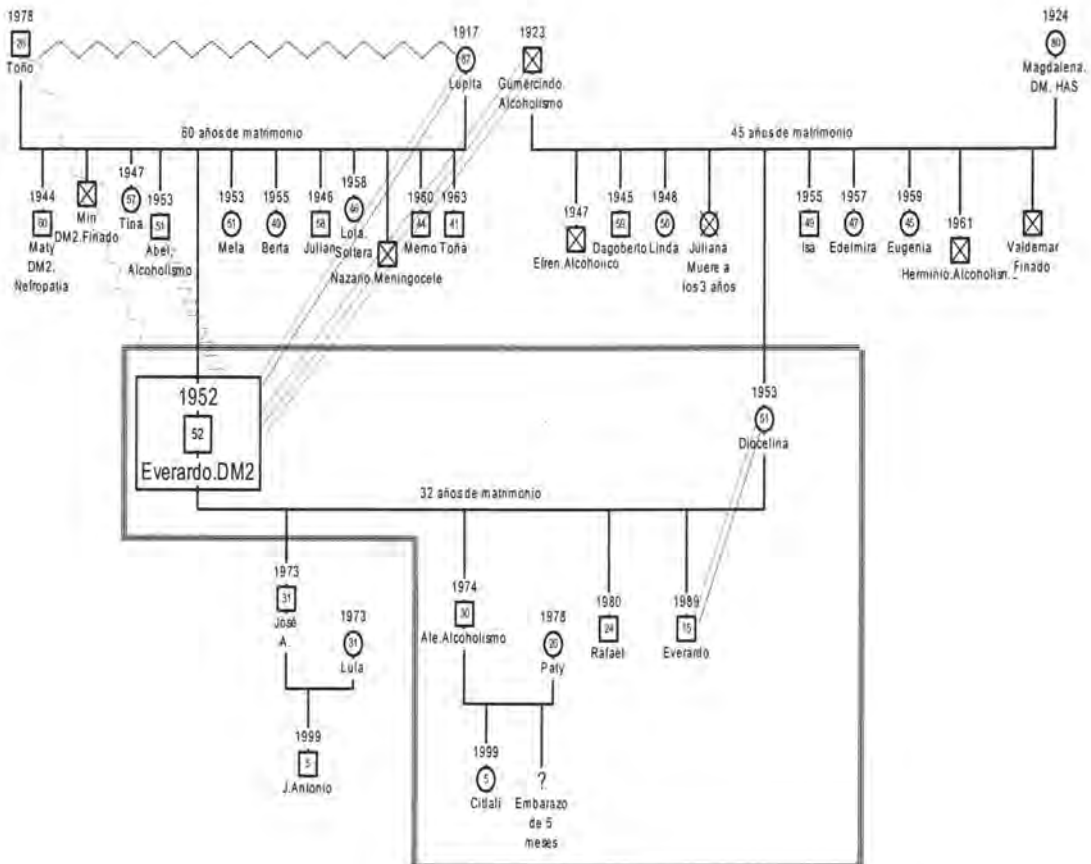 1978
26
Toño
1917
87
Lupita
1923
Gumercindo.
Alcoholismo
1924
80
Magdalena.
DM. HAS
60 años de matrimonio
45 años de matrimonio
1944
60
Maty
DM2.
Nefropatia
Min
DM2.Finado
1947
57
Tina
1953
51
Abel,
Alcoholismo
1953
51
Mela
1955
49
Berta
1946
58
Julian
1958
46
Lola.
Soltera
Nazario.Meningocele
1960
44
Memo
1963
41
Toña
1947
Efren.Alcoholico
1945
59
Dagoberto
1948
50
Linda
Juliana
Muere a
los 3 años
1955
49
Isa
1957
47
Edelmira
1959
45
Eugenia
1961
Herminio.
Valdemar
Finado
1952
52
Everardo.DM2
1953
51
Diocelina
32 años de matrimonio
1973
31
José
A.
1973
31
Lula
1974
30
Ale.Alcoholismo
1978
26
Paty
1980
24
Rafael
1989
15
Everardo
1999
5
J.Antonio
1999
5
Citlali
?
Embarazo
de 5
meses